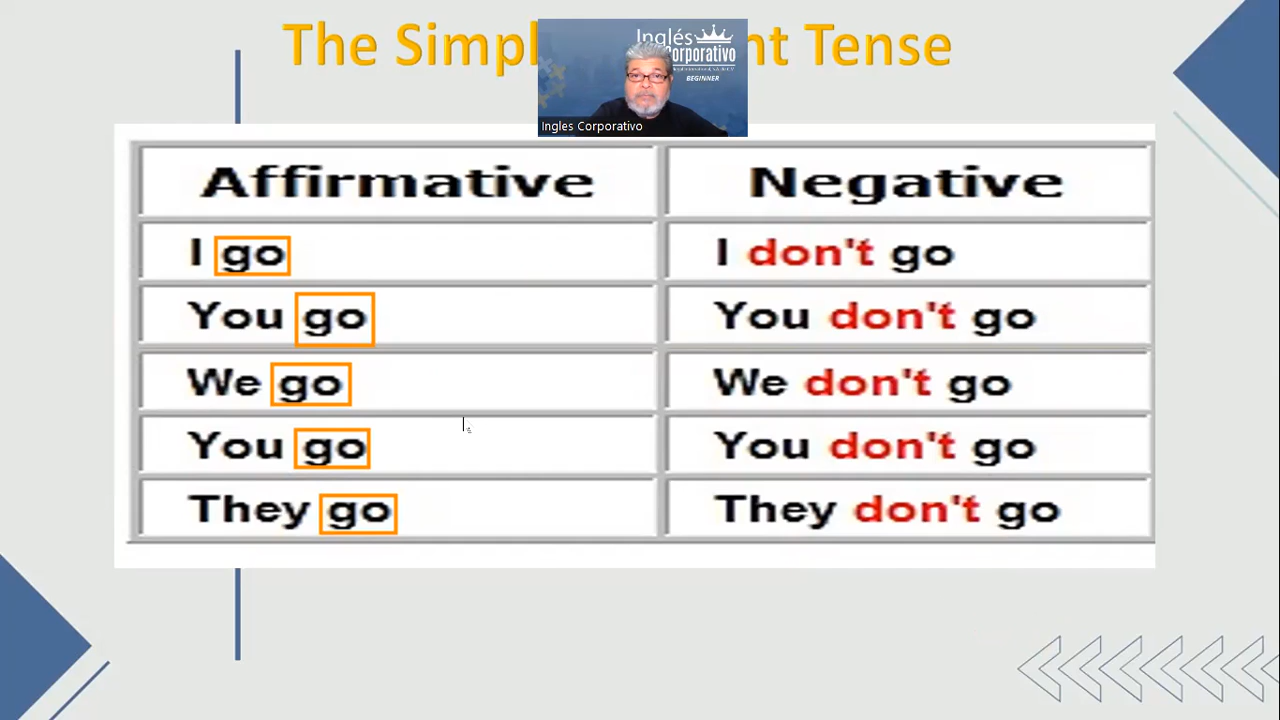 The Simpl nt Tense
Inglés
Corporativo
BEGINNER
Ingles Corporativo
Affirmative Negative
I go I don't go
You go You don't go
We go We don't go
You go You don't go
They go They don't go